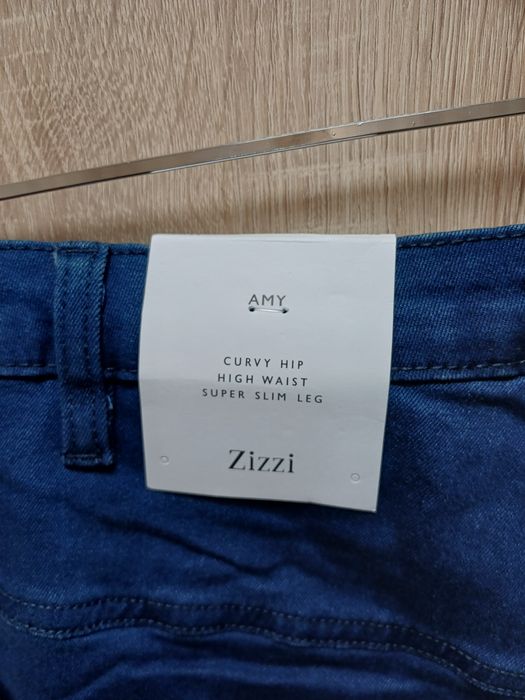 AMY
CURVY HIP
HIGH WAIST
SUPER SLIM LEG
Zizzi